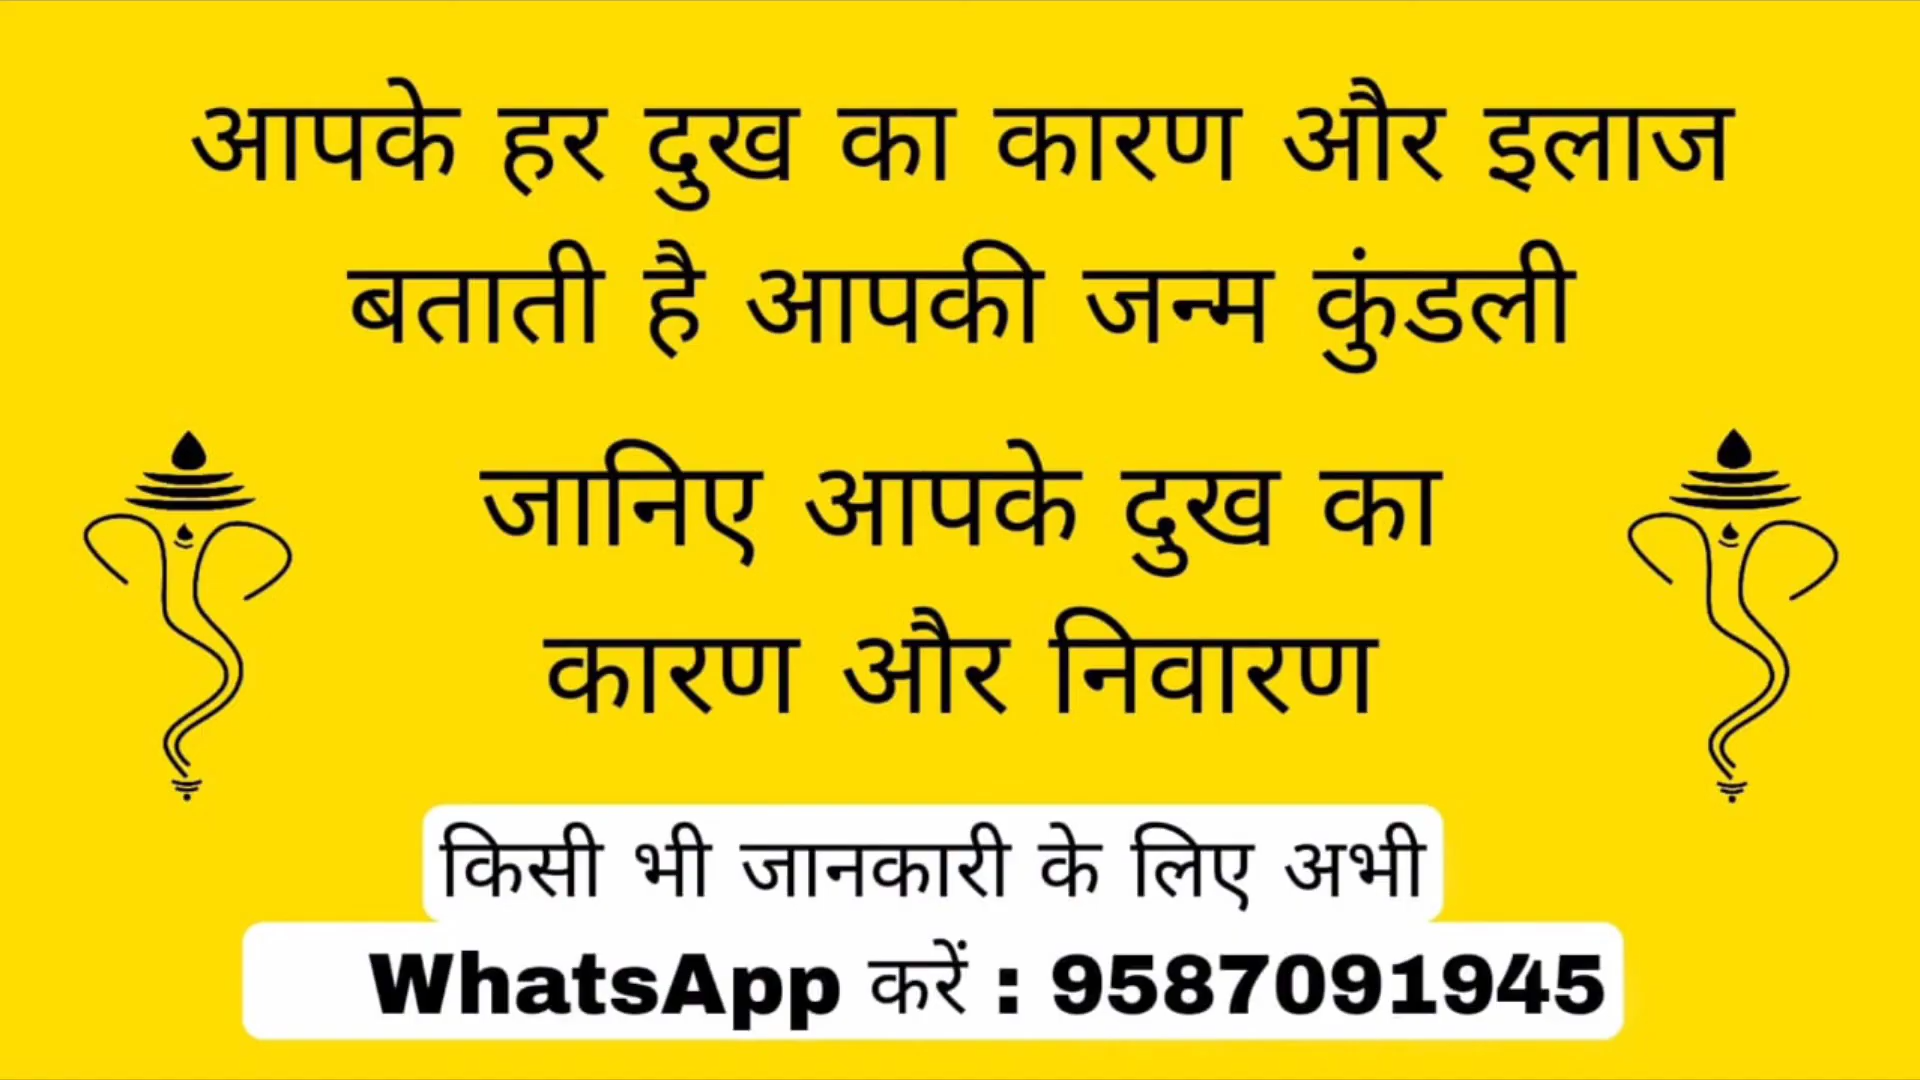 आपके हर दुख का कारण और इलाज
बताती है आपकी जन्म कुंडली
जानिए आपके दुख का
कारण और निवारण
किसी भी जानकारी के लिए अभी
WhatsApp करें : 9587091945